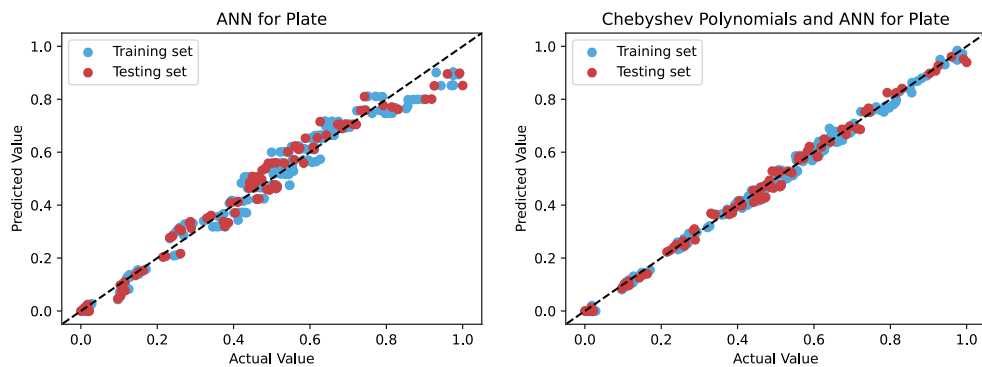 ANN for Plate
1.0
0.8
0.6
0.4
0.2
0.0
Predicted Value
Training set
Testing set
0.0 0.2 0.4 0.6 0.8 1.0
Actual Value
Chebyshev Polynomials and ANN for Plate
1.0
0.8
0.6
0.4
0.2
0.0
Predicted Value
Training set
Testing set
0.0 0.2 0.4 0.6 0.8 1.0
Actual Value